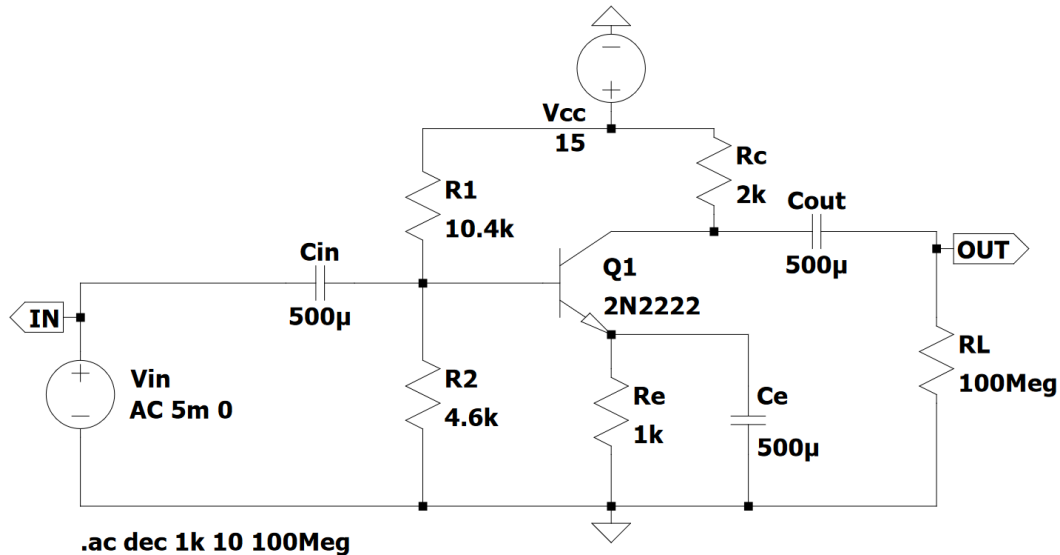 Vcc
15
R1
10.4k
Rc
2k
Cout
500µ
OUT
Cin
500µ
Q1
2N2222
IN
Vin
AC 5m 0
R2
4.6k
Re
1k
Ce
500µ
RL
100Meg
.ac dec 1k 10 100Meg